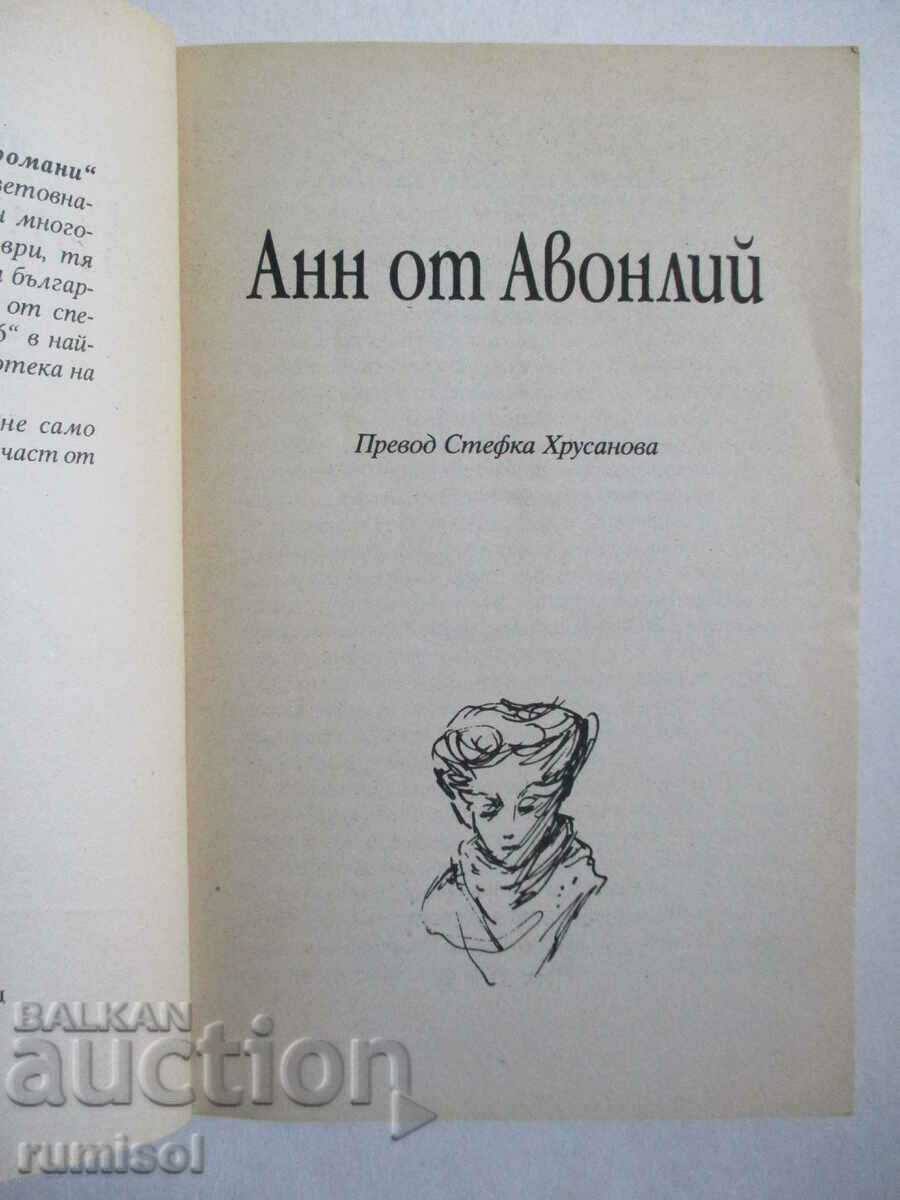 романи“
ветовна-
и много-
ври, тя
българ-
от спе-
б“ в най-
отека на
не само
част от
Анн от Авонлий
Превод Стефка Хрусанова
BALKAN
auction
rumisol